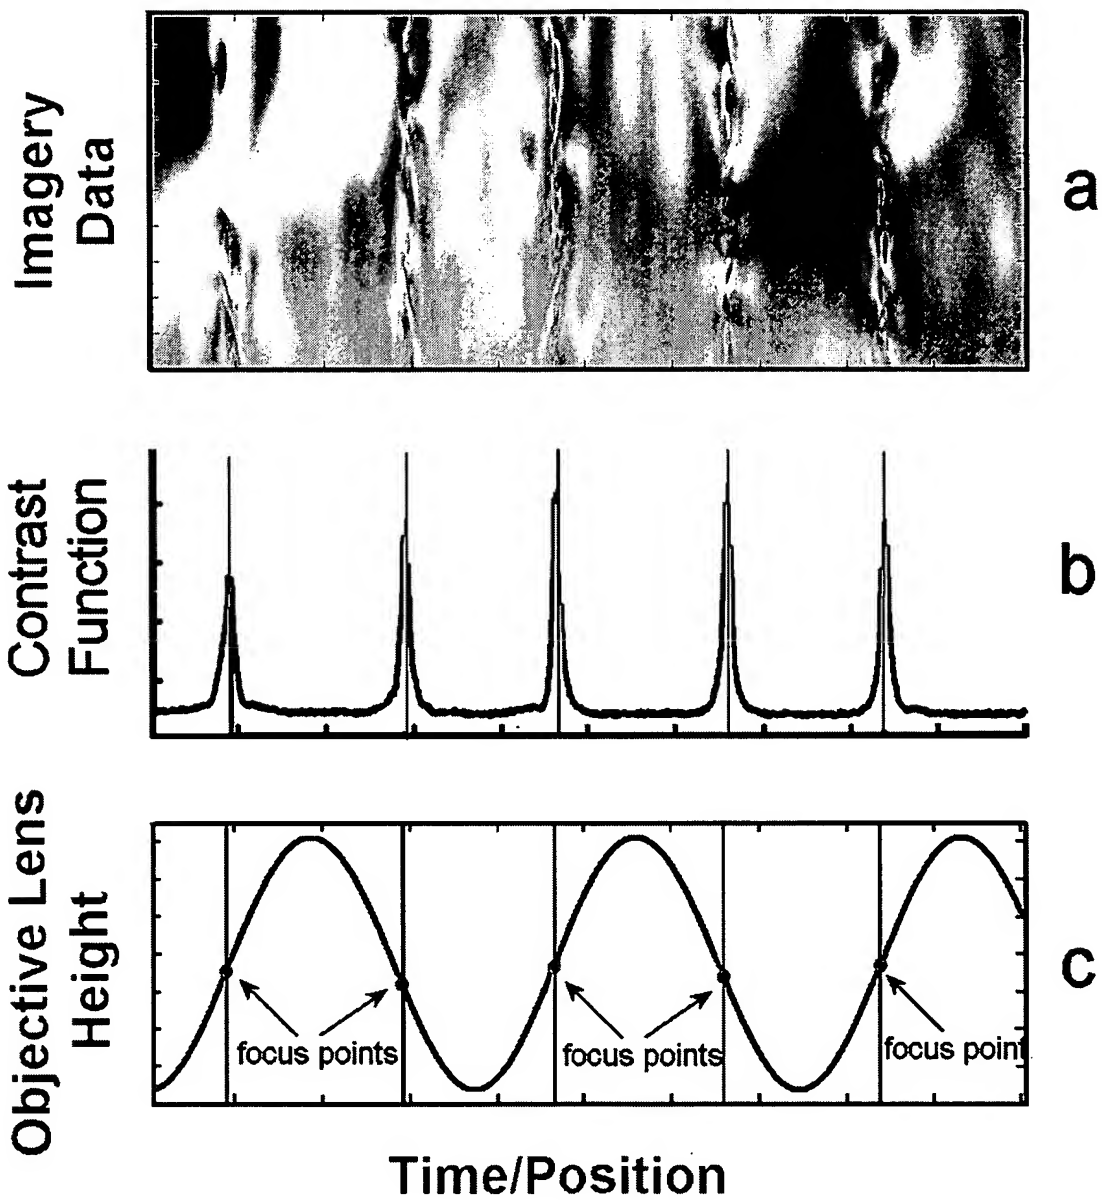 Imagery
Data
a
Contrast
Function
b
Objective Lens
Height
c
focus points
focus points
focus point
Time/Position